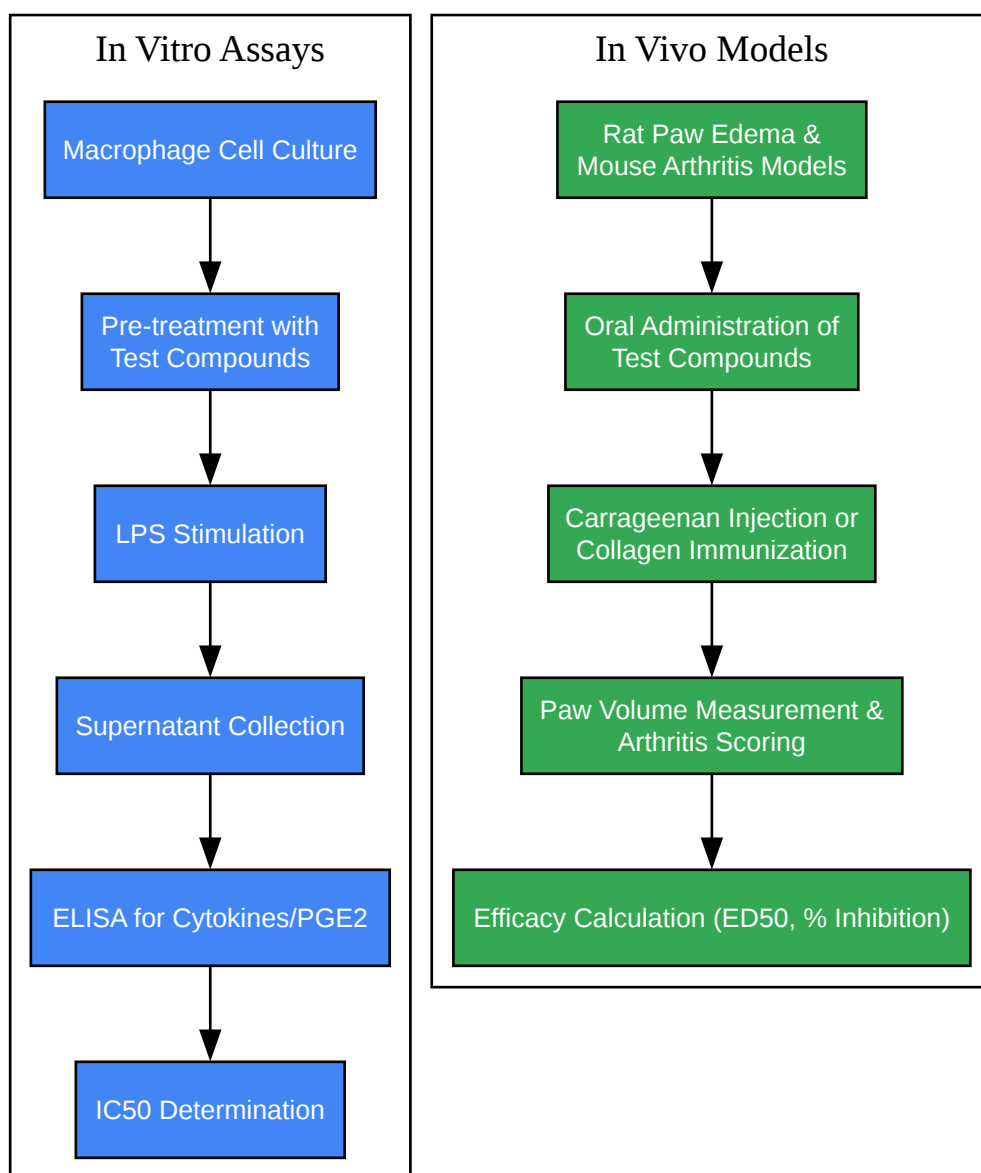 In Vitro Assays
Macrophage Cell Culture
Pre-treatment with
Test Compounds
LPS Stimulation
Supernatant Collection
ELISA for Cytokines/PGE2
IC50 Determination
In Vivo Models
Rat Paw Edema &
Mouse Arthritis Models
Oral Administration of
Test Compounds
Carrageenan Injection or
Collagen Immunization
Paw Volume Measurement &
Arthritis Scoring
Efficacy Calculation (ED50, % Inhibition)